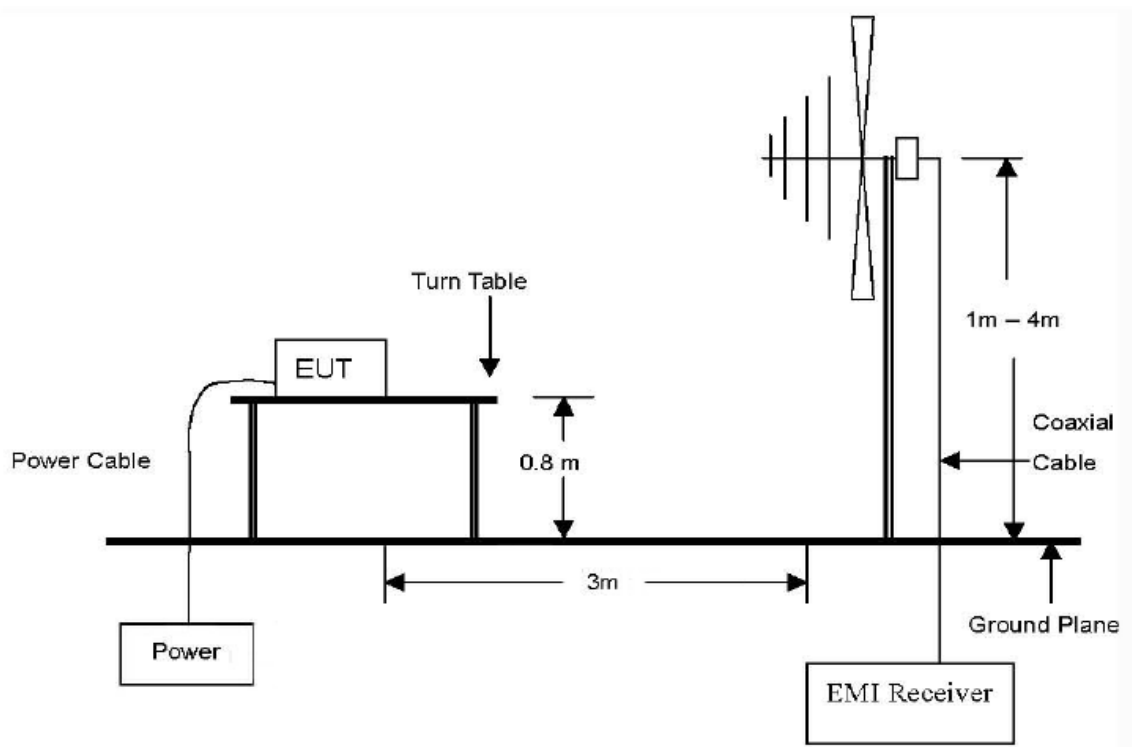 Turn Table
EUT
1m – 4m
Coaxial
Cable
Power Cable
0.8 m
3m
Ground Plane
Power
EMI Receiver